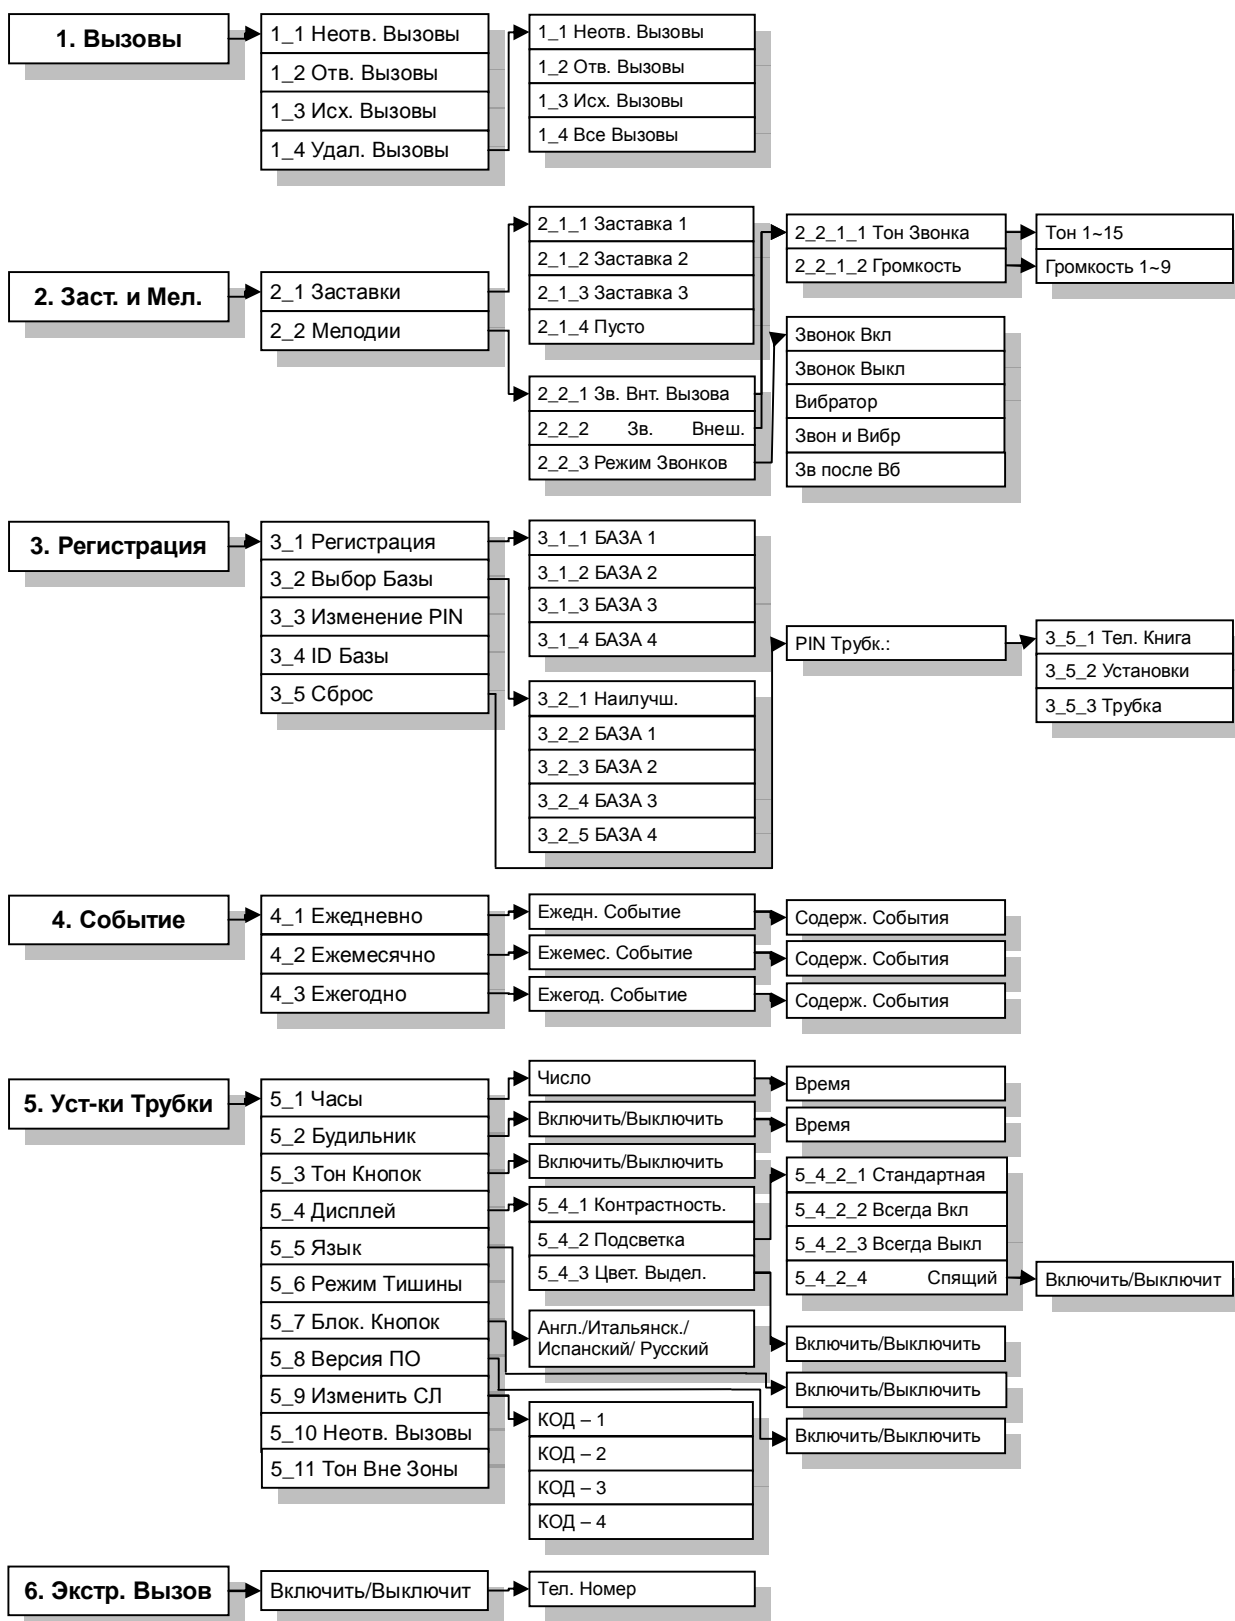 1. Вызовы
1_1 Неотв. Вызовы
1_2 Отв. Вызовы
1_3 Исх. Вызовы
1_4 Удал. Вызовы
1_1 Неотв. Вызовы
1_2 Отв. Вызовы
1_3 Исх. Вызовы
1_4 Все Вызовы
2. Заст. и Мел.
2_1 Заставки
2_2 Мелодии
2_1_1 Заставка 1
2_1_2 Заставка 2
2_1_3 Заставка 3
2_1_4 Пусто
2_2_1 Зв. Внт. Вызова
2_2_2 Зв. Внеш.
2_2_3 Режим Звонков
2_2_1_1 Тон Звонка
2_2_1_2 Громкость
Тон 1~15
Громкость 1~9
Звонок Вкл
Звонок Выкл
Вибратор
Звон и Вибр
Зв после Вб
3. Регистрация
3_1 Регистрация
3_2 Выбор Базы
3_3 Изменение PIN
3_4 ID Базы
3_5 Сброс
3_1_1 БАЗА 1
3_1_2 БАЗА 2
3_1_3 БАЗА 3
3_1_4 БАЗА 4
3_2_1 Наилучш.
3_2_2 БАЗА 1
3_2_3 БАЗА 2
3_2_4 БАЗА 3
3_2_5 БАЗА 4
PIN Трубк.:
3_5_1 Тел. Книга
3_5_2 Установки
3_5_3 Трубка
4. Событие
4_1 Ежедневно
4_2 Ежемесячно
4_3 Ежегодно
Ежедн. Событие
Ежемес. Событие
Ежегод. Событие
Содерж. События
Содерж. События
Содерж. События
5. Уст-ки Трубки
5_1 Часы
5_2 Будильник
5_3 Тон Кнопок
5_4 Дисплей
5_5 Язык
5_6 Режим Тишины
5_7 Блок. Кнопок
5_8 Версия ПО
5_9 Изменить СЛ
5_10 Неотв. Вызовы
5_11 Тон Вне Зоны
Число
Включить/Выключить
Включить/Выключить
5_4_1 Контрастность.
5_4_2 Подсветка
5_4_3 Цвет. Выдел.
Англ./Итальянск./
Испанский/ Русский
КОД – 1
КОД – 2
КОД – 3
КОД – 4
Время
Время
5_4_2_1 Стандартная
5_4_2_2 Всегда Вкл
5_4_2_3 Всегда Выкл
5_4_2_4 Спящий
Включить/Выключит
Включить/Выключить
Включить/Выключить
Включить/Выключить
6. Экстр. Вызов
Включить/Выключит
Тел. Номер